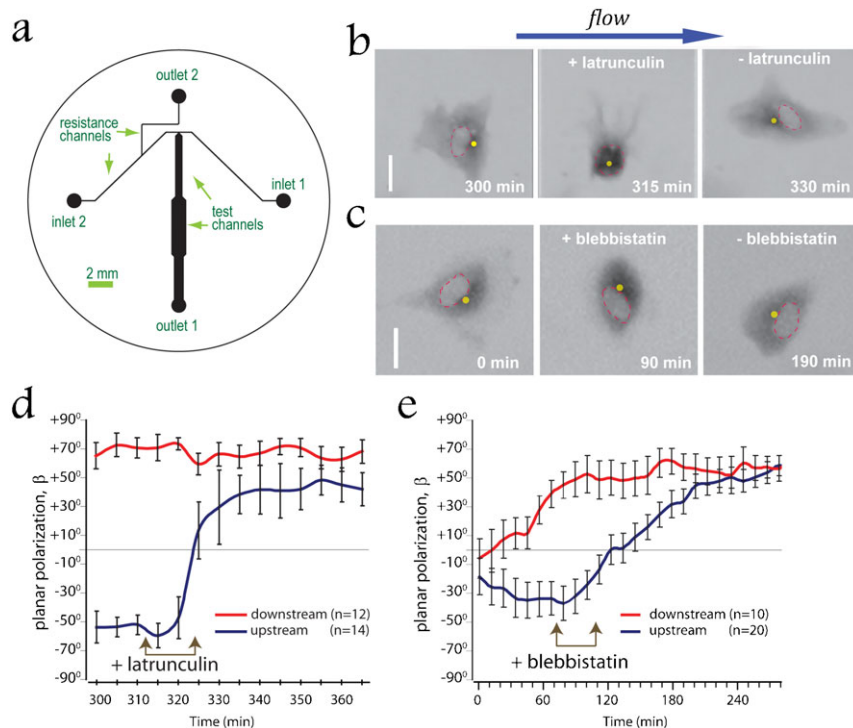 a
outlet 2
resistance
channels
inlet 2
inlet 1
test
channels
2 mm
outlet 1
flow
b
+ latrunculin
- latrunculin
300 min
315 min
330 min
c
+ blebbistatin
- blebbistatin
0 min
90 min
190 min
d
planar polarization, β
+90⁰
+70⁰
+50⁰
+30⁰
+10⁰
-10⁰
-30⁰
-50⁰
-70⁰
-90⁰
downstream (n=12)
upstream (n=14)
+ latrunculin
300 310 320 330 340 350 360
Time (min)
e
planar polarization, β
+90⁰
+70⁰
+50⁰
+30⁰
+10⁰
-10⁰
-30⁰
-50⁰
-70⁰
-90⁰
downstream (n=10)
upstream (n=20)
+ blebbistatin
0 60 120 180 240
Time (min)